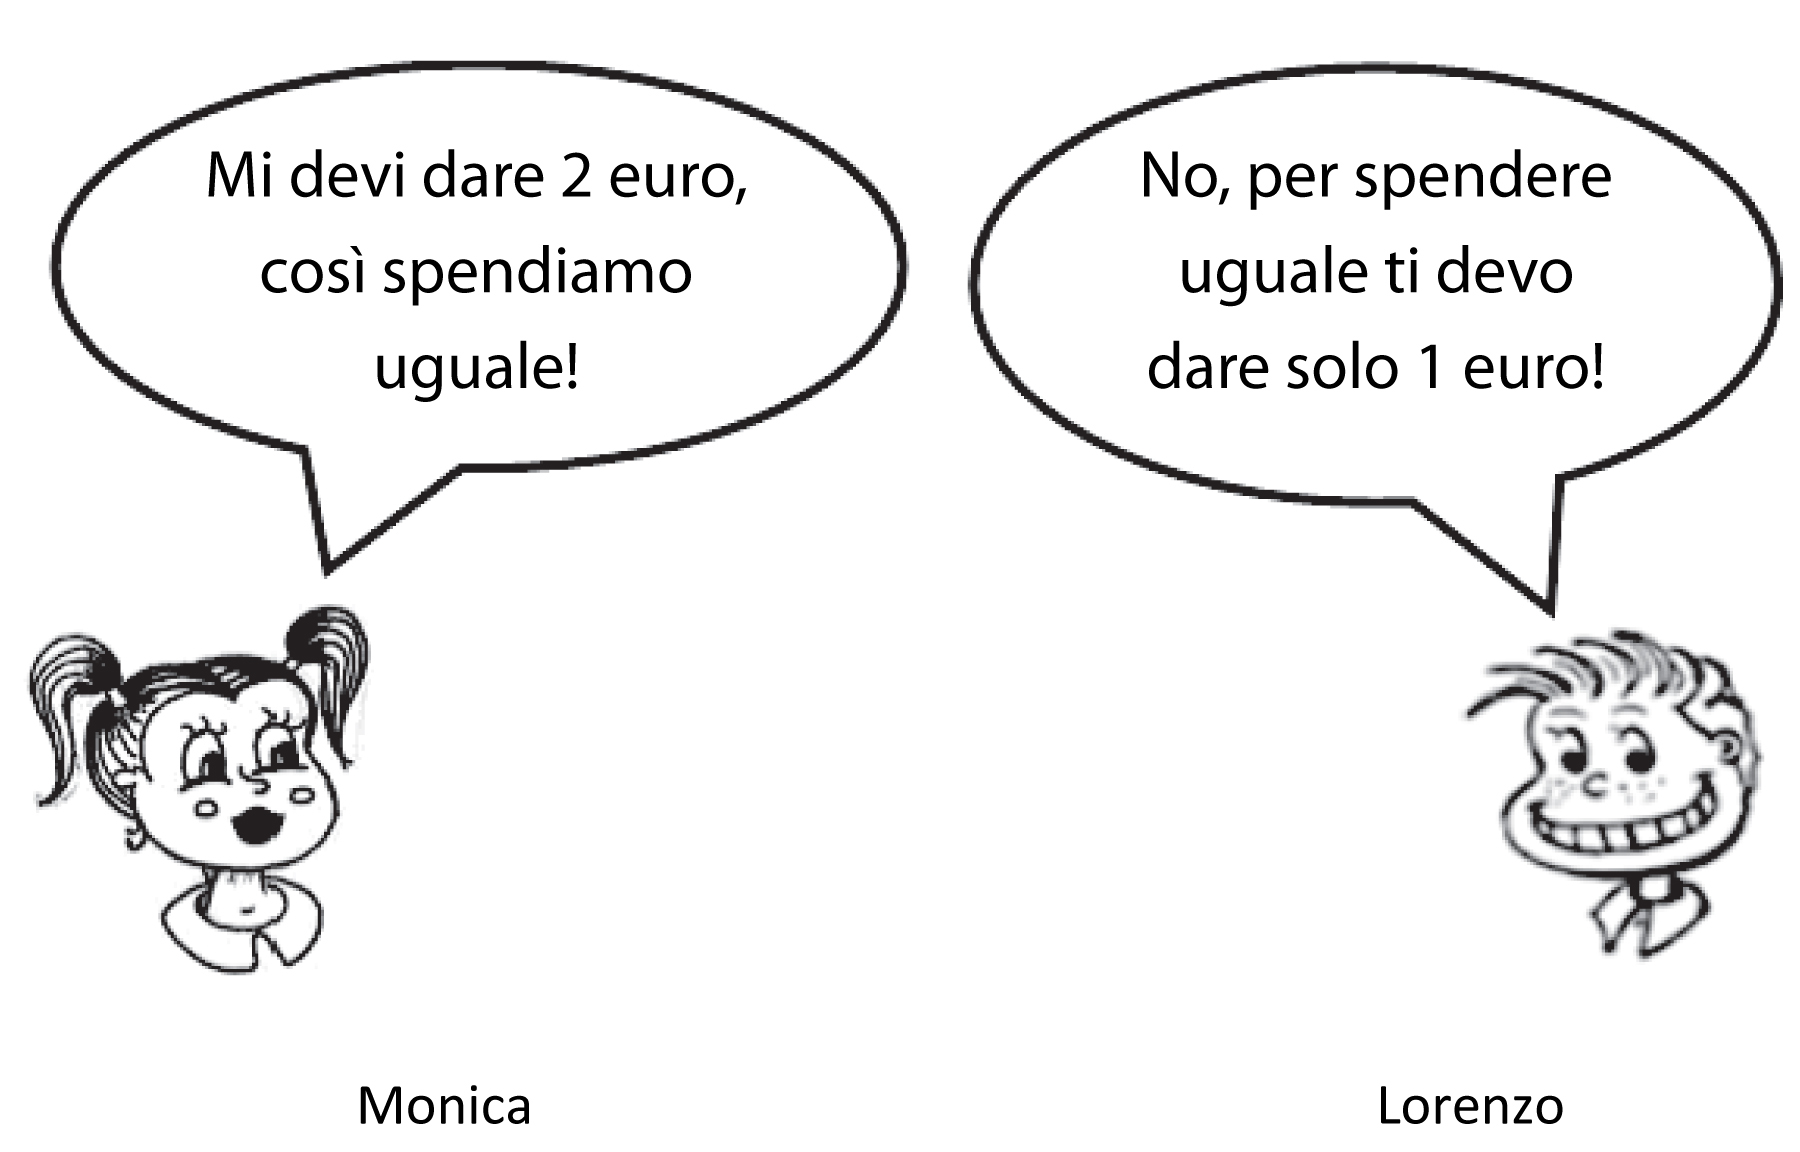 Mi devi dare 2 euro,
così spendiamo
uguale!
No, per spendere
uguale ti devo
dare solo 1 euro!
Monica
Lorenzo